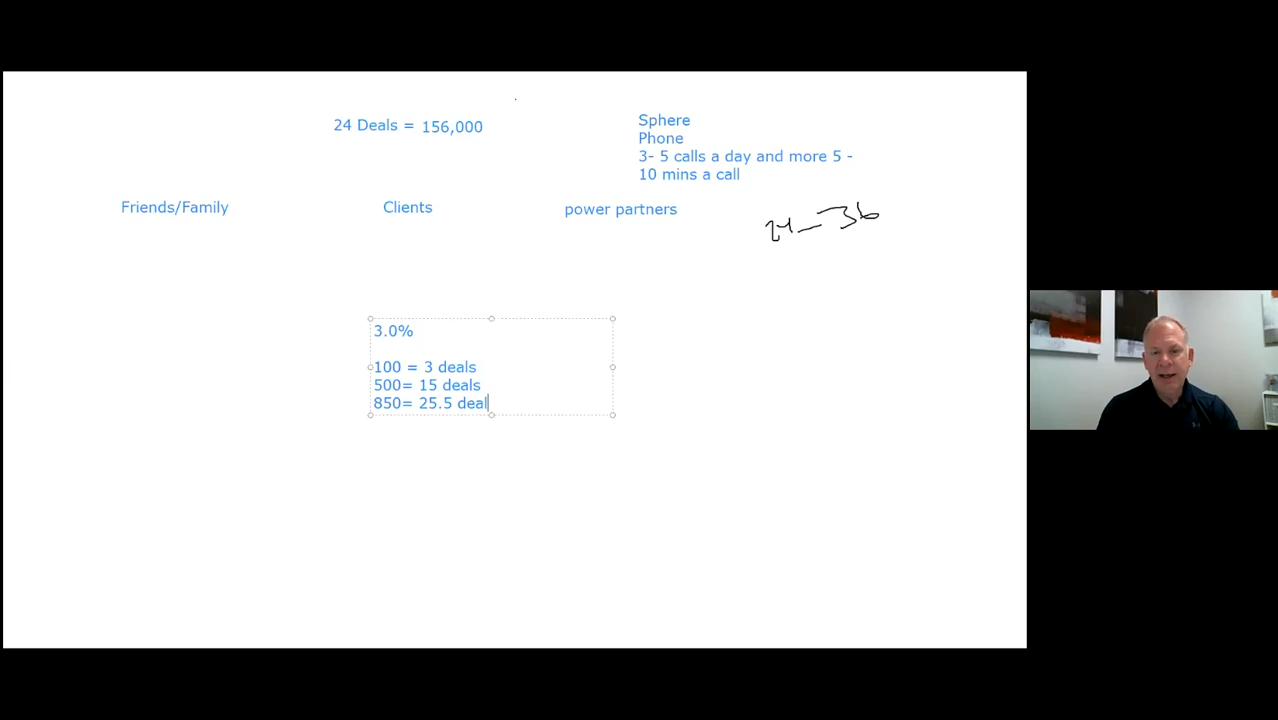 24 Deals = 156,000
Sphere
Phone
3- 5 calls a day and more 5 -
10 mins a call
Friends/Family
Clients
power partners
24 - 36
3.0%
100 = 3 deals
500= 15 deals
850= 25.5 deal